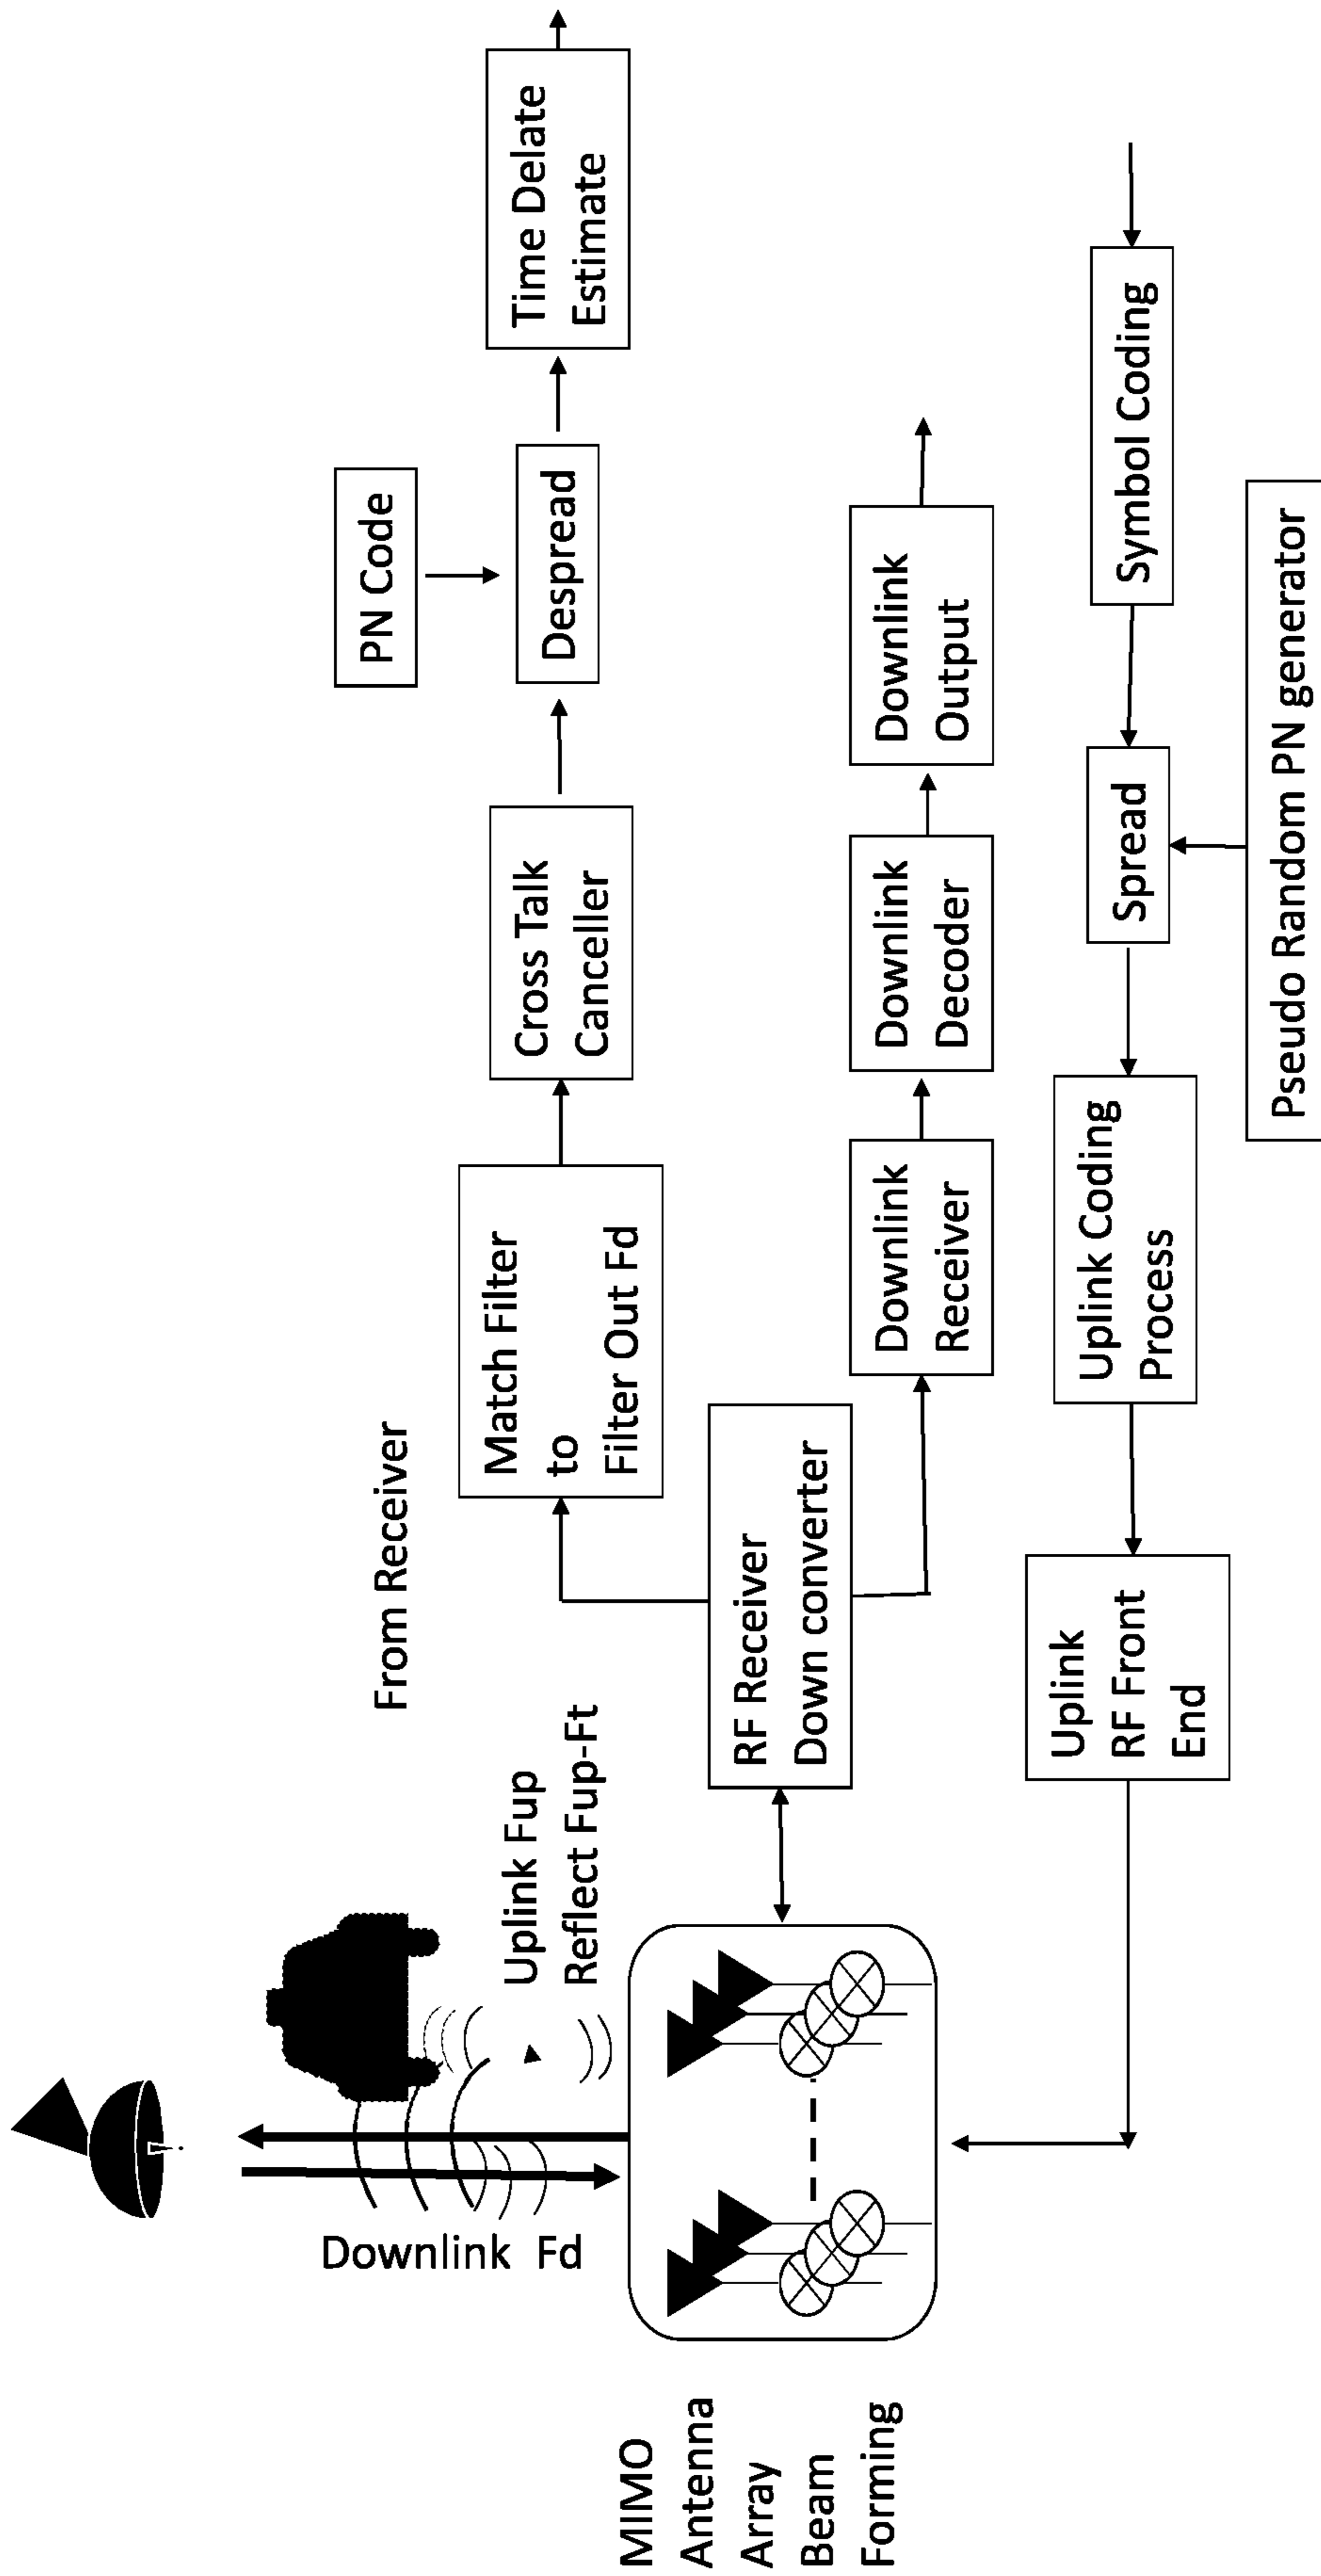 Downlink Fd
Uplink Fup
Reflect Fup-Ft
From Receiver
MIMO
Antenna
Array
Beam
Forming
PN Code
Match Filter
to
Filter Out Fd
Cross Talk
Canceller
Despread
Time Delate
Estimate
RF Receiver
Down converter
Downlink
Receiver
Downlink
Decoder
Downlink
Output
Uplink
RF Front
End
Uplink Coding
Process
Spread
Symbol Coding
Pseudo Random PN generator